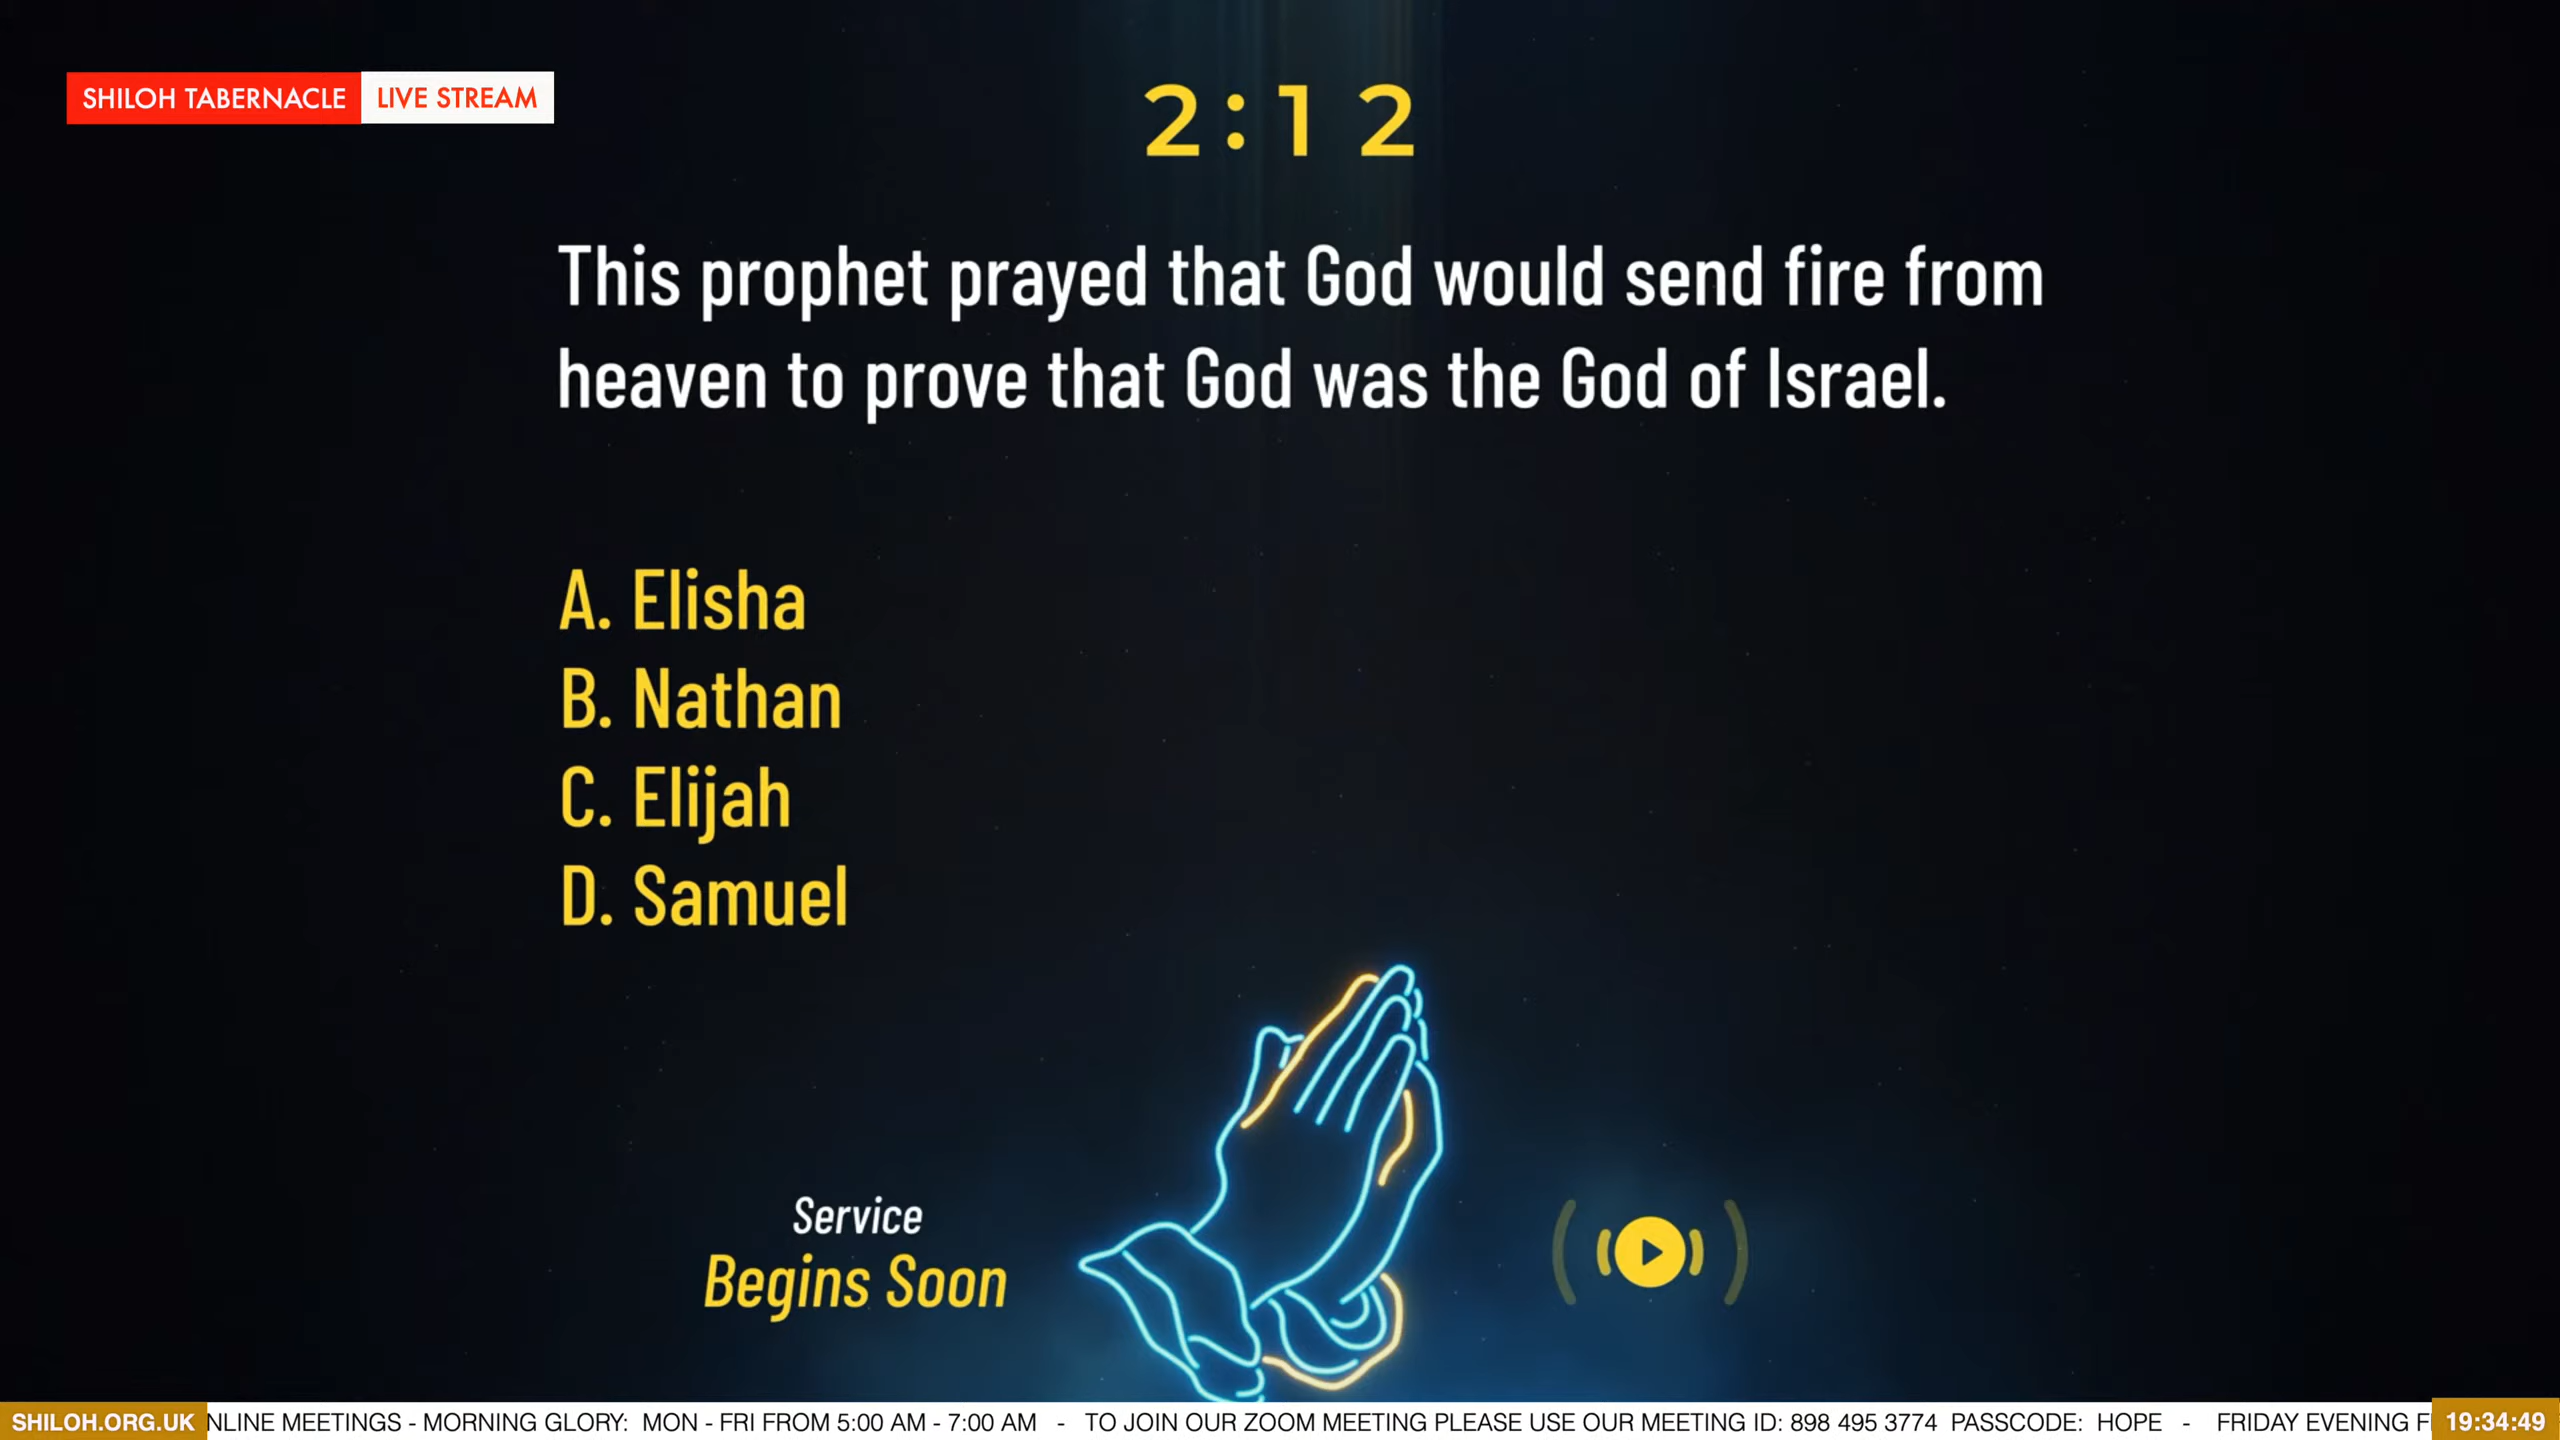 SHILOH TABERNACLE LIVE STREAM
2:12
This prophet prayed that God would send fire from
heaven to prove that God was the God of Israel.
A. Elisha
B. Nathan
C. Elijah
D. Samuel
Service
Begins Soon
SHILOH.ORG.UK NLINE MEETINGS - MORNING GLORY: MON - FRI FROM 5:00 AM - 7:00 AM - TO JOIN OUR ZOOM MEETING PLEASE USE OUR MEETING ID: 898 495 3774 PASSCODE: HOPE - FRIDAY EVENING F 19:34:49